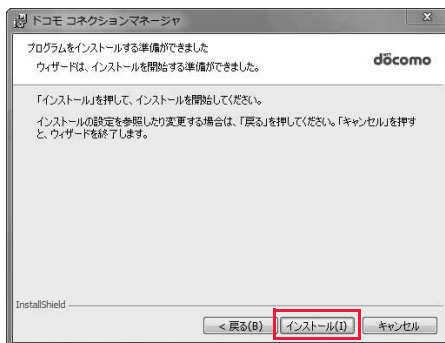 ドコモ コネクションマネージャ
プログラムをインストールする準備ができました
ウィザードは、インストールを開始する準備ができました。
döcomo
「インストール」を押して、インストールを開始してください。
インストールの設定を参照したり変更する場合は、「戻る」を押してください。「キャンセル」を押す
と、ウィザードを終了します。
InstallShield
< 戻る(B)
インストール(I)
キャンセル